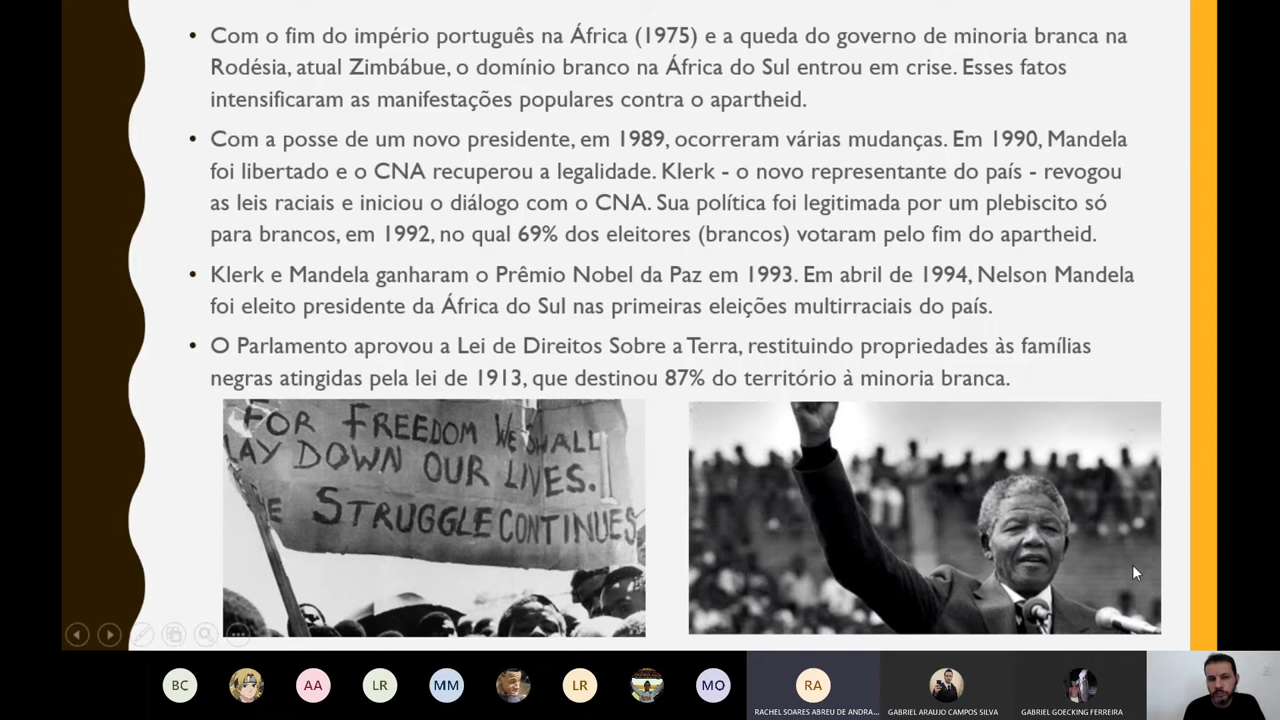 • Com o fim do império português na África (1975) e a queda do governo de minoria branca na
Rodésia, atual Zimbábue, o domínio branco na África do Sul entrou em crise. Esses fatos
intensificaram as manifestações populares contra o apartheid.
• Com a posse de um novo presidente, em 1989, ocorreram várias mudanças. Em 1990, Mandela
foi libertado e o CNA recuperou a legalidade. Klerk - o novo representante do país - revogou
as leis raciais e iniciou o diálogo com o CNA. Sua política foi legitimada por um plebiscito só
para brancos, em 1992, no qual 69% dos eleitores (brancos) votaram pelo fim do apartheid.
• Klerk e Mandela ganharam o Prêmio Nobel da Paz em 1993. Em abril de 1994, Nelson Mandela
foi eleito presidente da África do Sul nas primeiras eleições multirraciais do país.
• O Parlamento aprovou a Lei de Direitos Sobre a Terra, restituindo propriedades às famílias
negras atingidas pela lei de 1913, que destinou 87% do território à minoria branca.
FOR FREEDOM WE SHALL
LAY DOWN OUR LIVES.
STRUGGLE CONTINUES
BC
AA
LR
MM
LR
MO
RA
RACHEL SOARES ABREU DE ANDRA...
GABRIEL ARAUJO CAMPOS SILVA
GABRIEL GOECKING FERREIRA